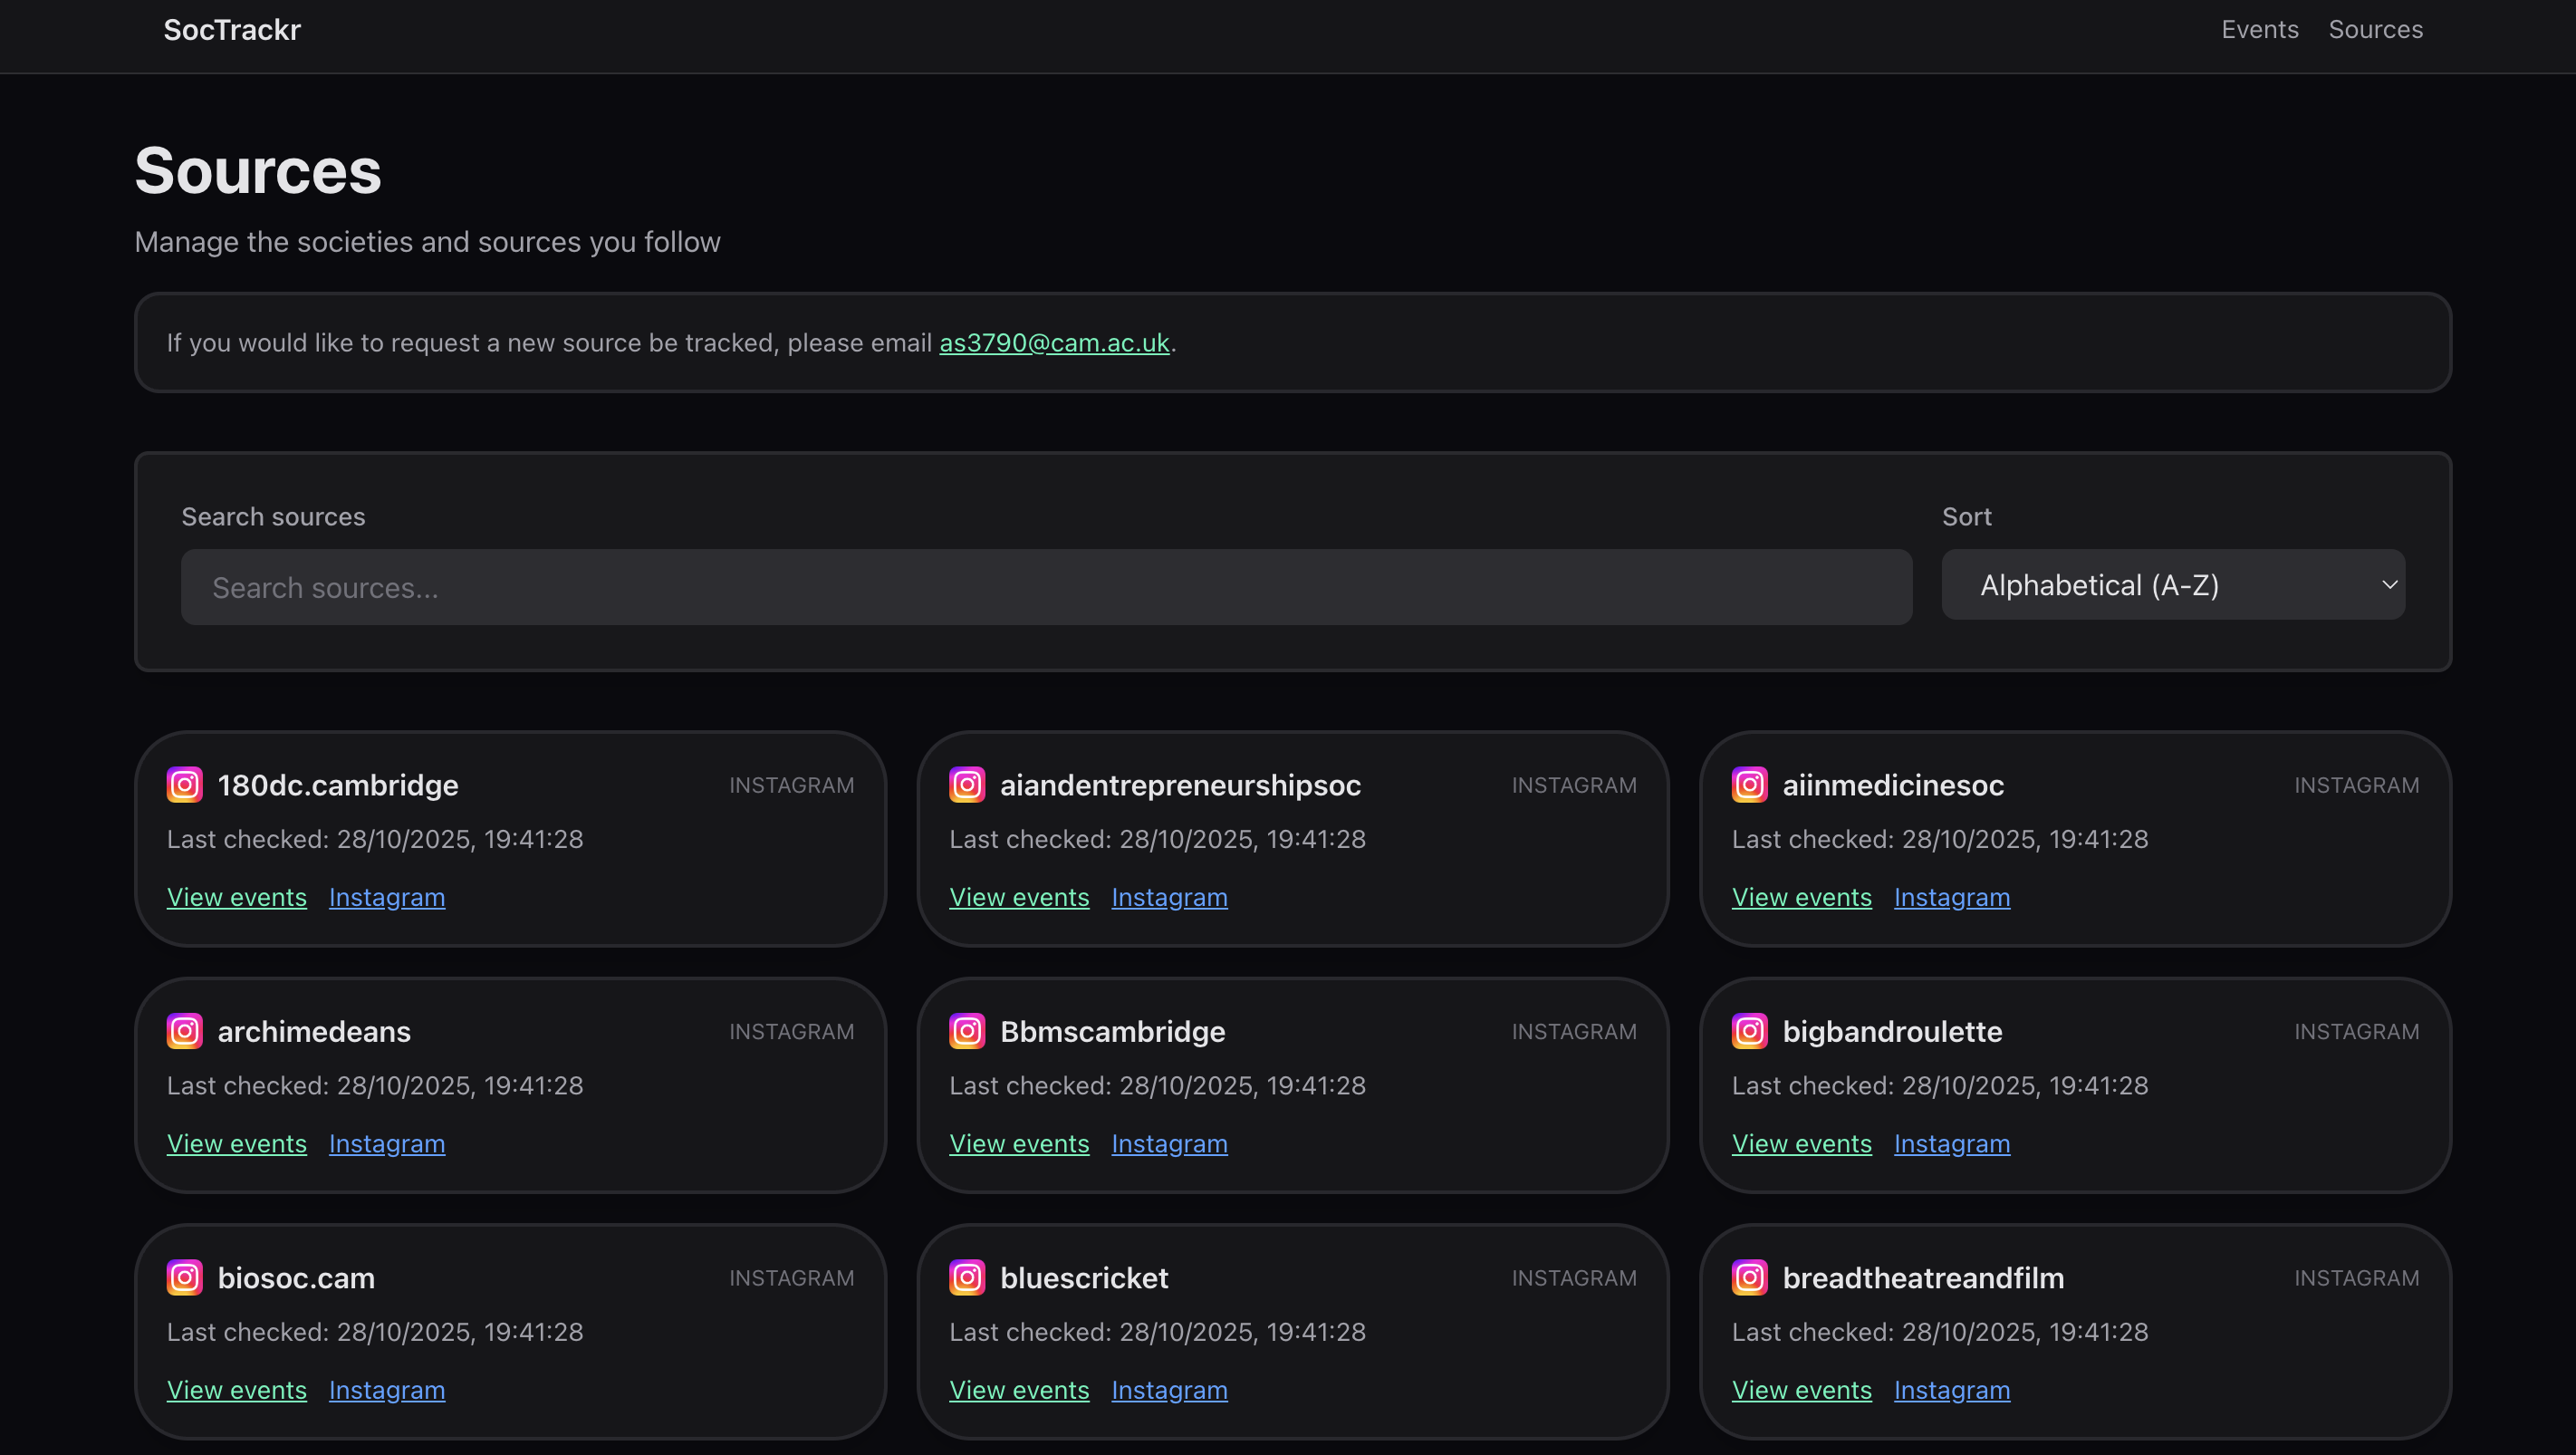 SocTrackr
Events Sources
Sources
Manage the societies and sources you follow
If you would like to request a new source be tracked, please email as3790@cam.ac.uk.
Search sources
Sort
Search sources...
Alphabetical (A-Z)
180dc.cambridge INSTAGRAM
Last checked: 28/10/2025, 19:41:28
View events Instagram
aiandentrepreneurshipsoc INSTAGRAM
Last checked: 28/10/2025, 19:41:28
View events Instagram
aiinmedicinesoc INSTAGRAM
Last checked: 28/10/2025, 19:41:28
View events Instagram
archimedeans INSTAGRAM
Last checked: 28/10/2025, 19:41:28
View events Instagram
Bbmscambridge INSTAGRAM
Last checked: 28/10/2025, 19:41:28
View events Instagram
bigbandroulette INSTAGRAM
Last checked: 28/10/2025, 19:41:28
View events Instagram
biosoc.cam INSTAGRAM
Last checked: 28/10/2025, 19:41:28
View events Instagram
bluescricket INSTAGRAM
Last checked: 28/10/2025, 19:41:28
View events Instagram
breadtheatreandfilm INSTAGRAM
Last checked: 28/10/2025, 19:41:28
View events Instagram